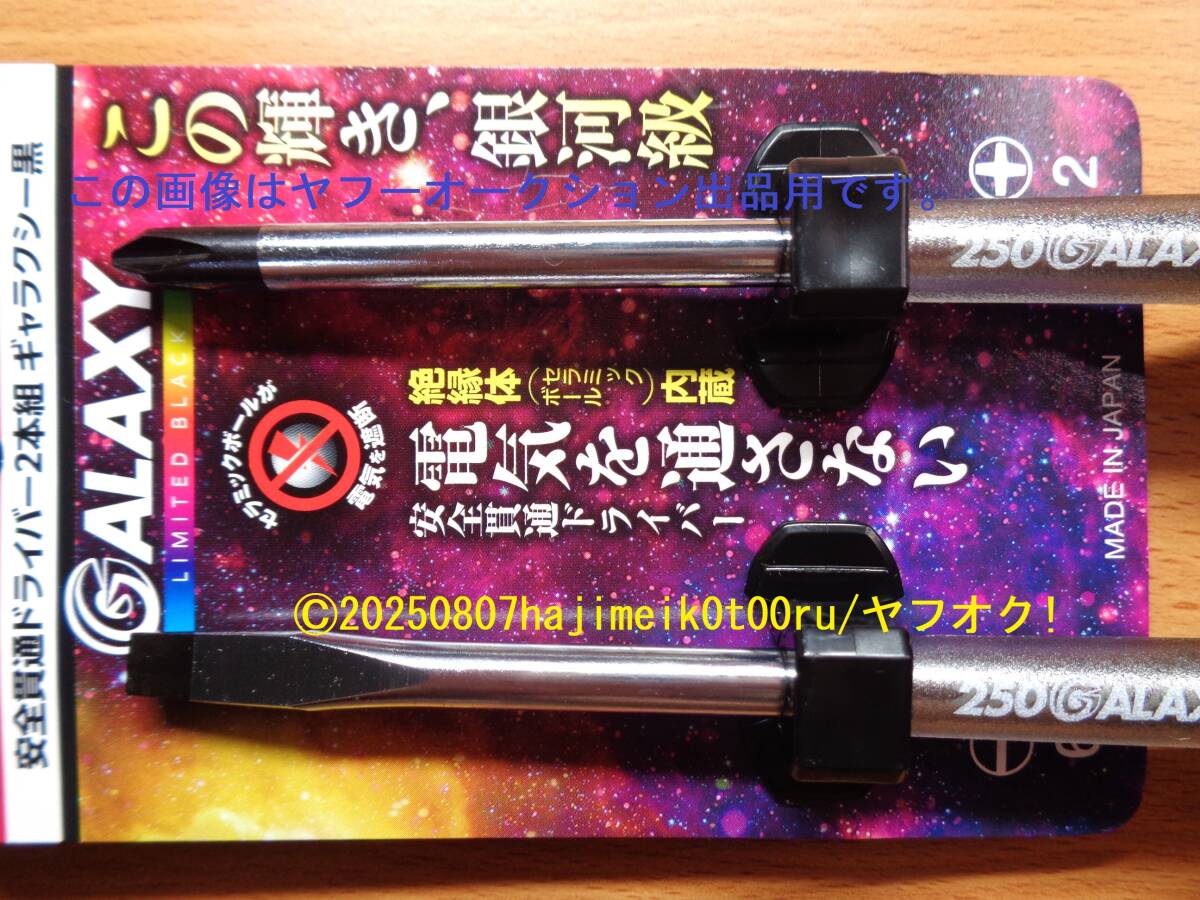 安全貫通ドライバー2本組 ギャラクシー黒
GALAXY
LIMITED BLACK
この輝き、銀河級
この画像はヤフーオークション出品用です。
2
250 GALAX
セラミックボールが
電気を遮断
絶縁体(セラミックボール)内蔵
電気を通さない
安全貫通ドライバー
MADE IN JAPAN
©20250807hajimeik0t00ru/ヤフオク!
250 GALAX
6